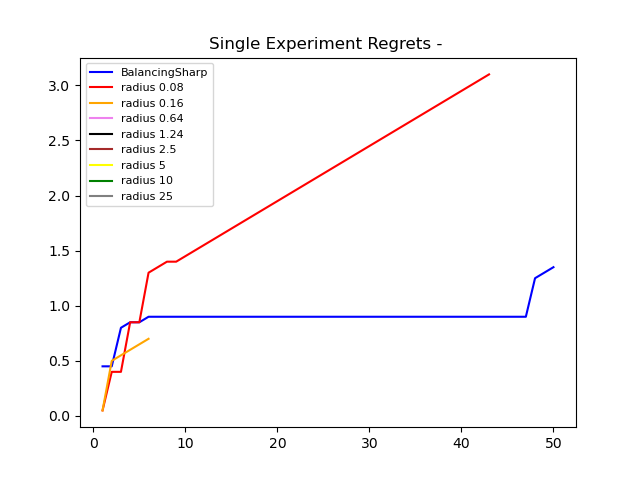 Single Experiment Regrets -
BalancingSharp
radius 0.08
radius 0.16
radius 0.64
radius 1.24
radius 2.5
radius 5
radius 10
radius 25
3.0
2.5
2.0
1.5
1.0
0.5
0.0
0 10 20 30 40 50